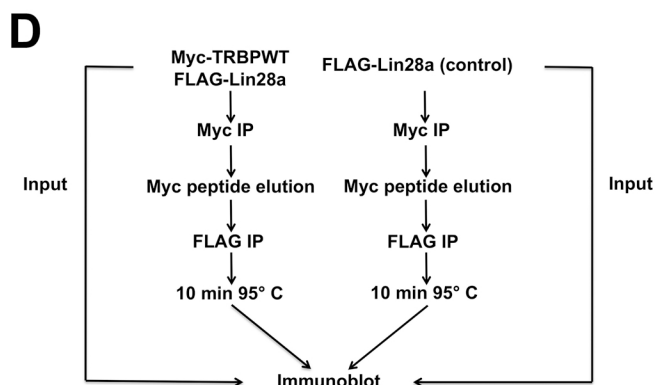 D
Myc-TRBPWT
FLAG-Lin28a
FLAG-Lin28a (control)
Myc IP
Myc IP
Input
Myc peptide elution
Myc peptide elution
Input
FLAG IP
FLAG IP
10 min 95° C
10 min 95° C
Immunoblot